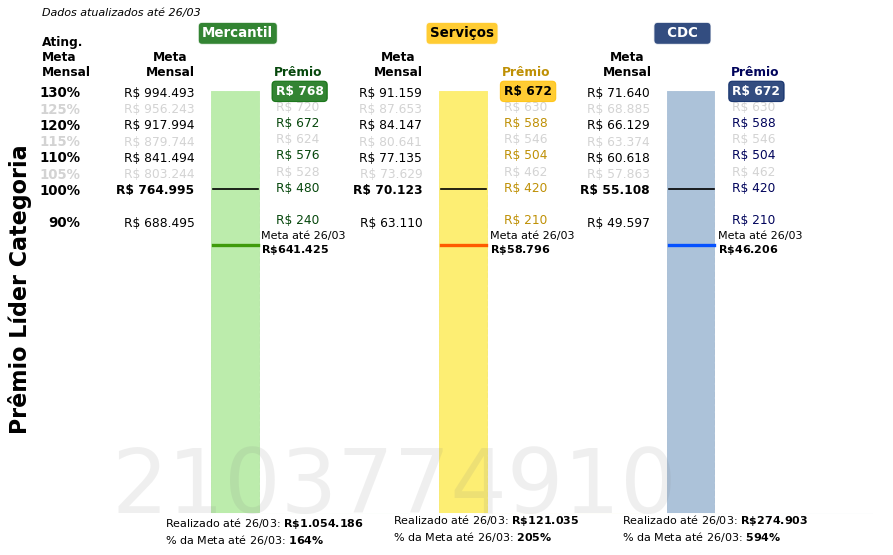 Dados atualizados até 26/03
Mercantil Serviços CDC
Ating. Meta Mensal Meta Mensal Prêmio Meta Mensal Prêmio Meta Mensal Prêmio
130% R$ 994.493 R$ 768 R$ 91.159 R$ 672 R$ 71.640 R$ 672
125% R$ 956.243 R$ 720 R$ 87.653 R$ 630 R$ 68.885 R$ 630
120% R$ 917.994 R$ 672 R$ 84.147 R$ 588 R$ 66.129 R$ 588
115% R$ 879.744 R$ 624 R$ 80.641 R$ 546 R$ 63.374 R$ 546
110% R$ 841.494 R$ 576 R$ 77.135 R$ 504 R$ 60.618 R$ 504
105% R$ 803.244 R$ 528 R$ 73.629 R$ 462 R$ 57.863 R$ 462
100% R$ 764.995 R$ 480 R$ 70.123 R$ 420 R$ 55.108 R$ 420
90% R$ 688.495 R$ 240 R$ 63.110 R$ 210 R$ 49.597 R$ 210
Meta até 26/03 Meta até 26/03 Meta até 26/03
R$641.425 R$58.796 R$46.206
Prêmio Líder Categoria
2103774910
Realizado até 26/03: R$1.054.186 Realizado até 26/03: R$121.035 Realizado até 26/03: R$274.903
% da Meta até 26/03: 164% % da Meta até 26/03: 205% % da Meta até 26/03: 594%